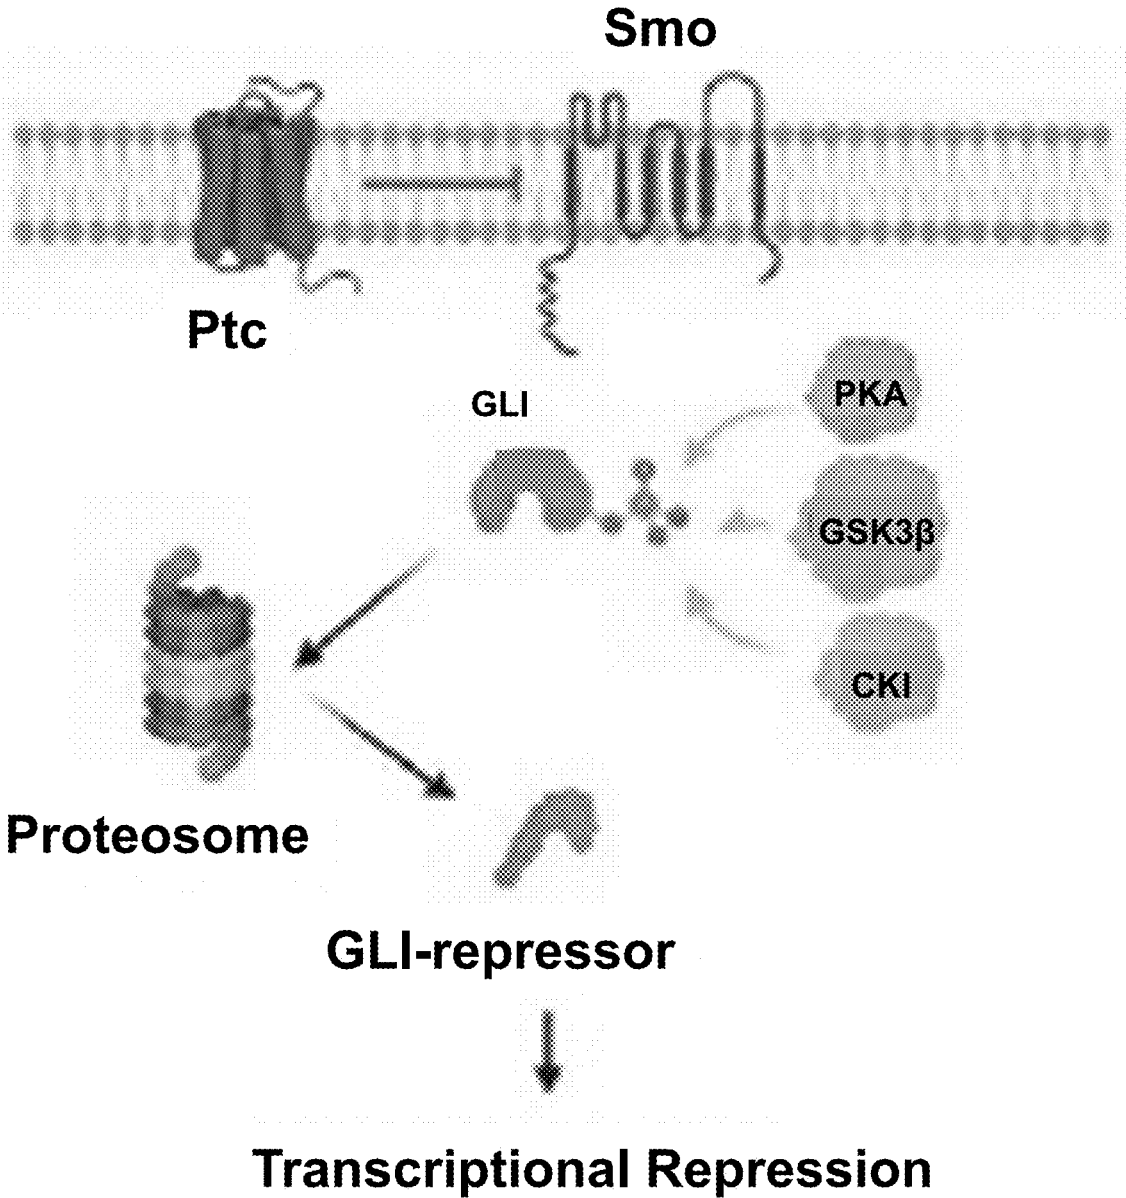 Smo
Ptc
GLI
PKA
GSK3β
CKI
Proteosome
GLI-repressor
Transcriptional Repression